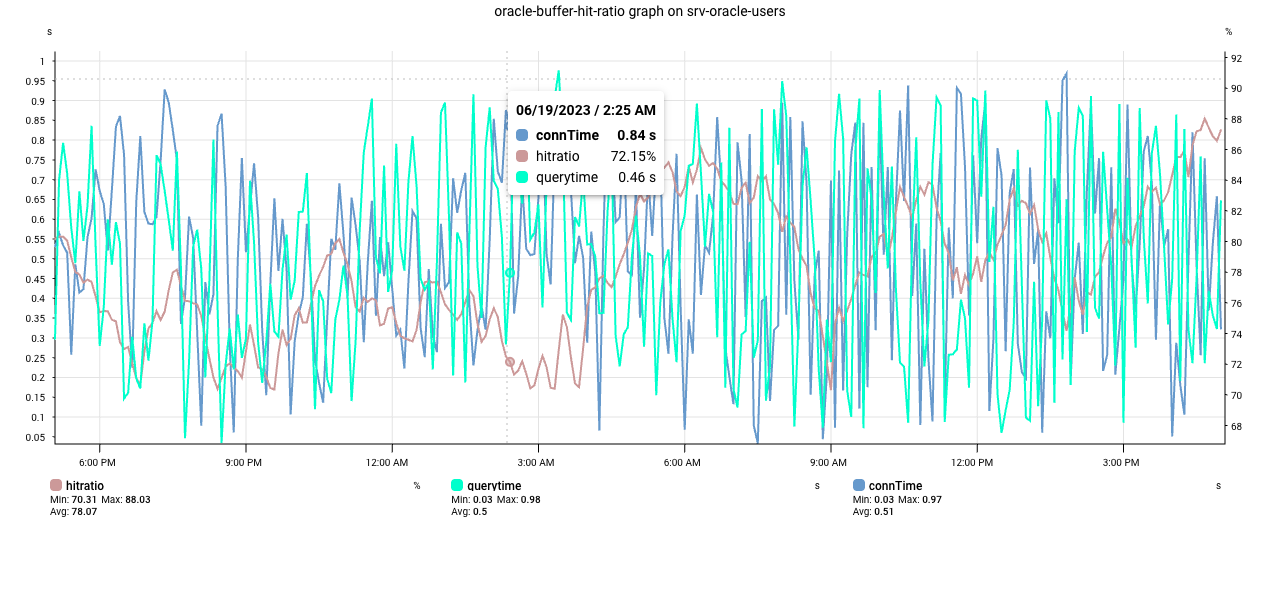 oracle-buffer-hit-ratio graph on srv-oracle-users
s
%
1
0.95
0.9
0.85
0.8
0.75
0.7
0.65
0.6
0.55
0.5
0.45
0.4
0.35
0.3
0.25
0.2
0.15
0.1
0.05
92
90
88
86
84
82
80
78
76
74
72
70
68
06/19/2023 / 2:25 AM
connTime 0.84 s
hitratio 72.15%
querytime 0.46 s
6:00 PM 9:00 PM 12:00 AM 3:00 AM 6:00 AM 9:00 AM 12:00 PM 3:00 PM
hitratio %
Min: 70.31 Max: 88.03
Avg: 78.07
querytime s
Min: 0.03 Max: 0.98
Avg: 0.5
connTime s
Min: 0.03 Max: 0.97
Avg: 0.51